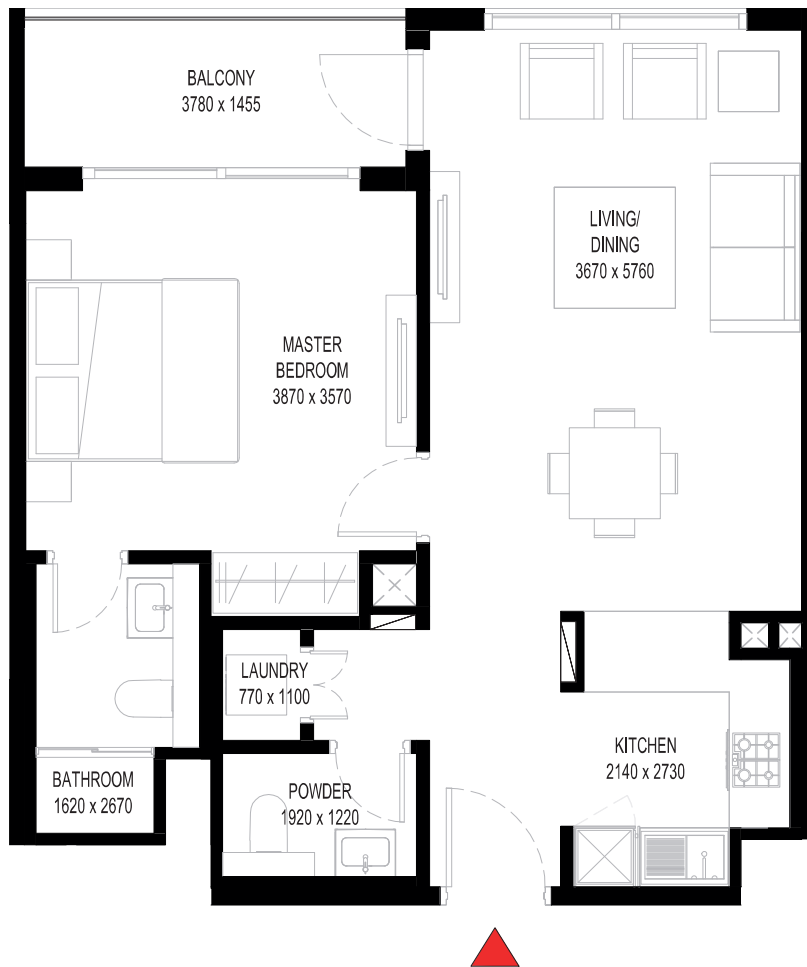 BALCONY
3780 x 1455
LIVING/
DINING
3670 x 5760
MASTER
BEDROOM
3870 x 3570
LAUNDRY
770 x 1100
KITCHEN
2140 x 2730
BATHROOM
1620 x 2670
POWDER
1920 x 1220